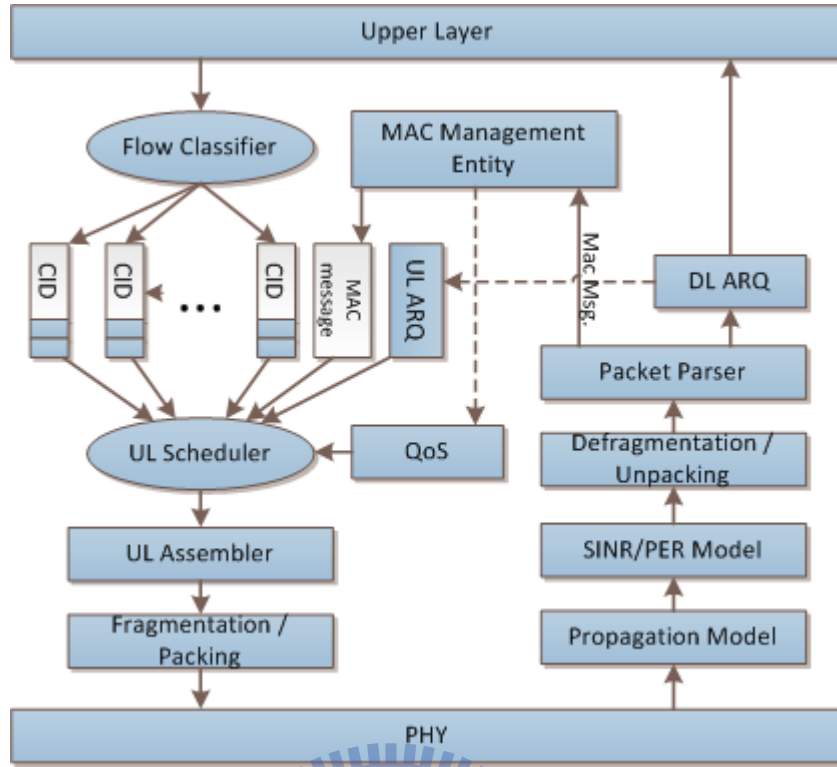 Upper Layer
Flow Classifier
MAC Management
Entity
CID
CID
...
CID
MAC
message
UL ARQ
Mac Msg.
DL ARQ
Packet Parser
UL Scheduler
QoS
Defragmentation /
Unpacking
UL Assembler
SINR/PER Model
Fragmentation /
Packing
Propagation Model
PHY